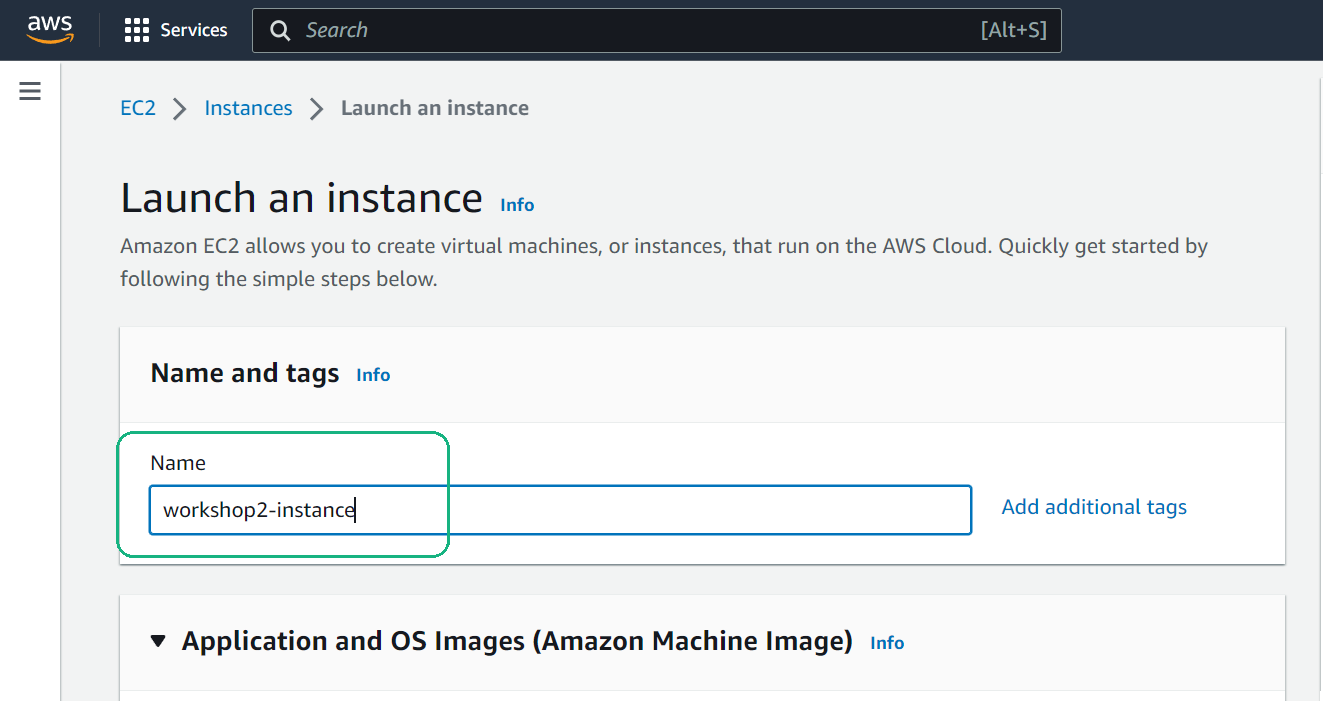 aws Services Search [Alt+S]
EC2 Instances Launch an instance
Launch an instance Info
Amazon EC2 allows you to create virtual machines, or instances, that run on the AWS Cloud. Quickly get started by
following the simple steps below.
Name and tags Info
Name
workshop2-instance Add additional tags
Application and OS Images (Amazon Machine Image) Info